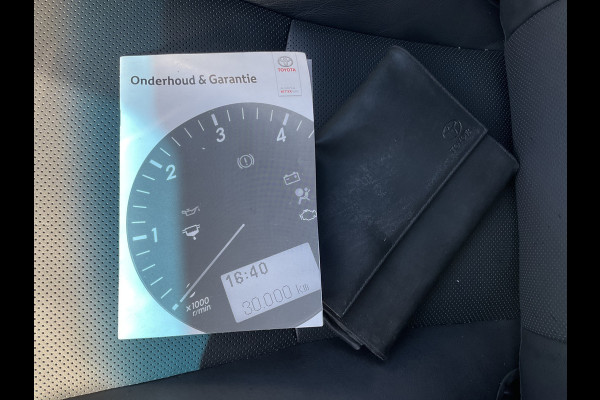 Onderhoud & Garantie
TOYOTA
3
4
2
1
16:40
30.000 km
x1000
r/min